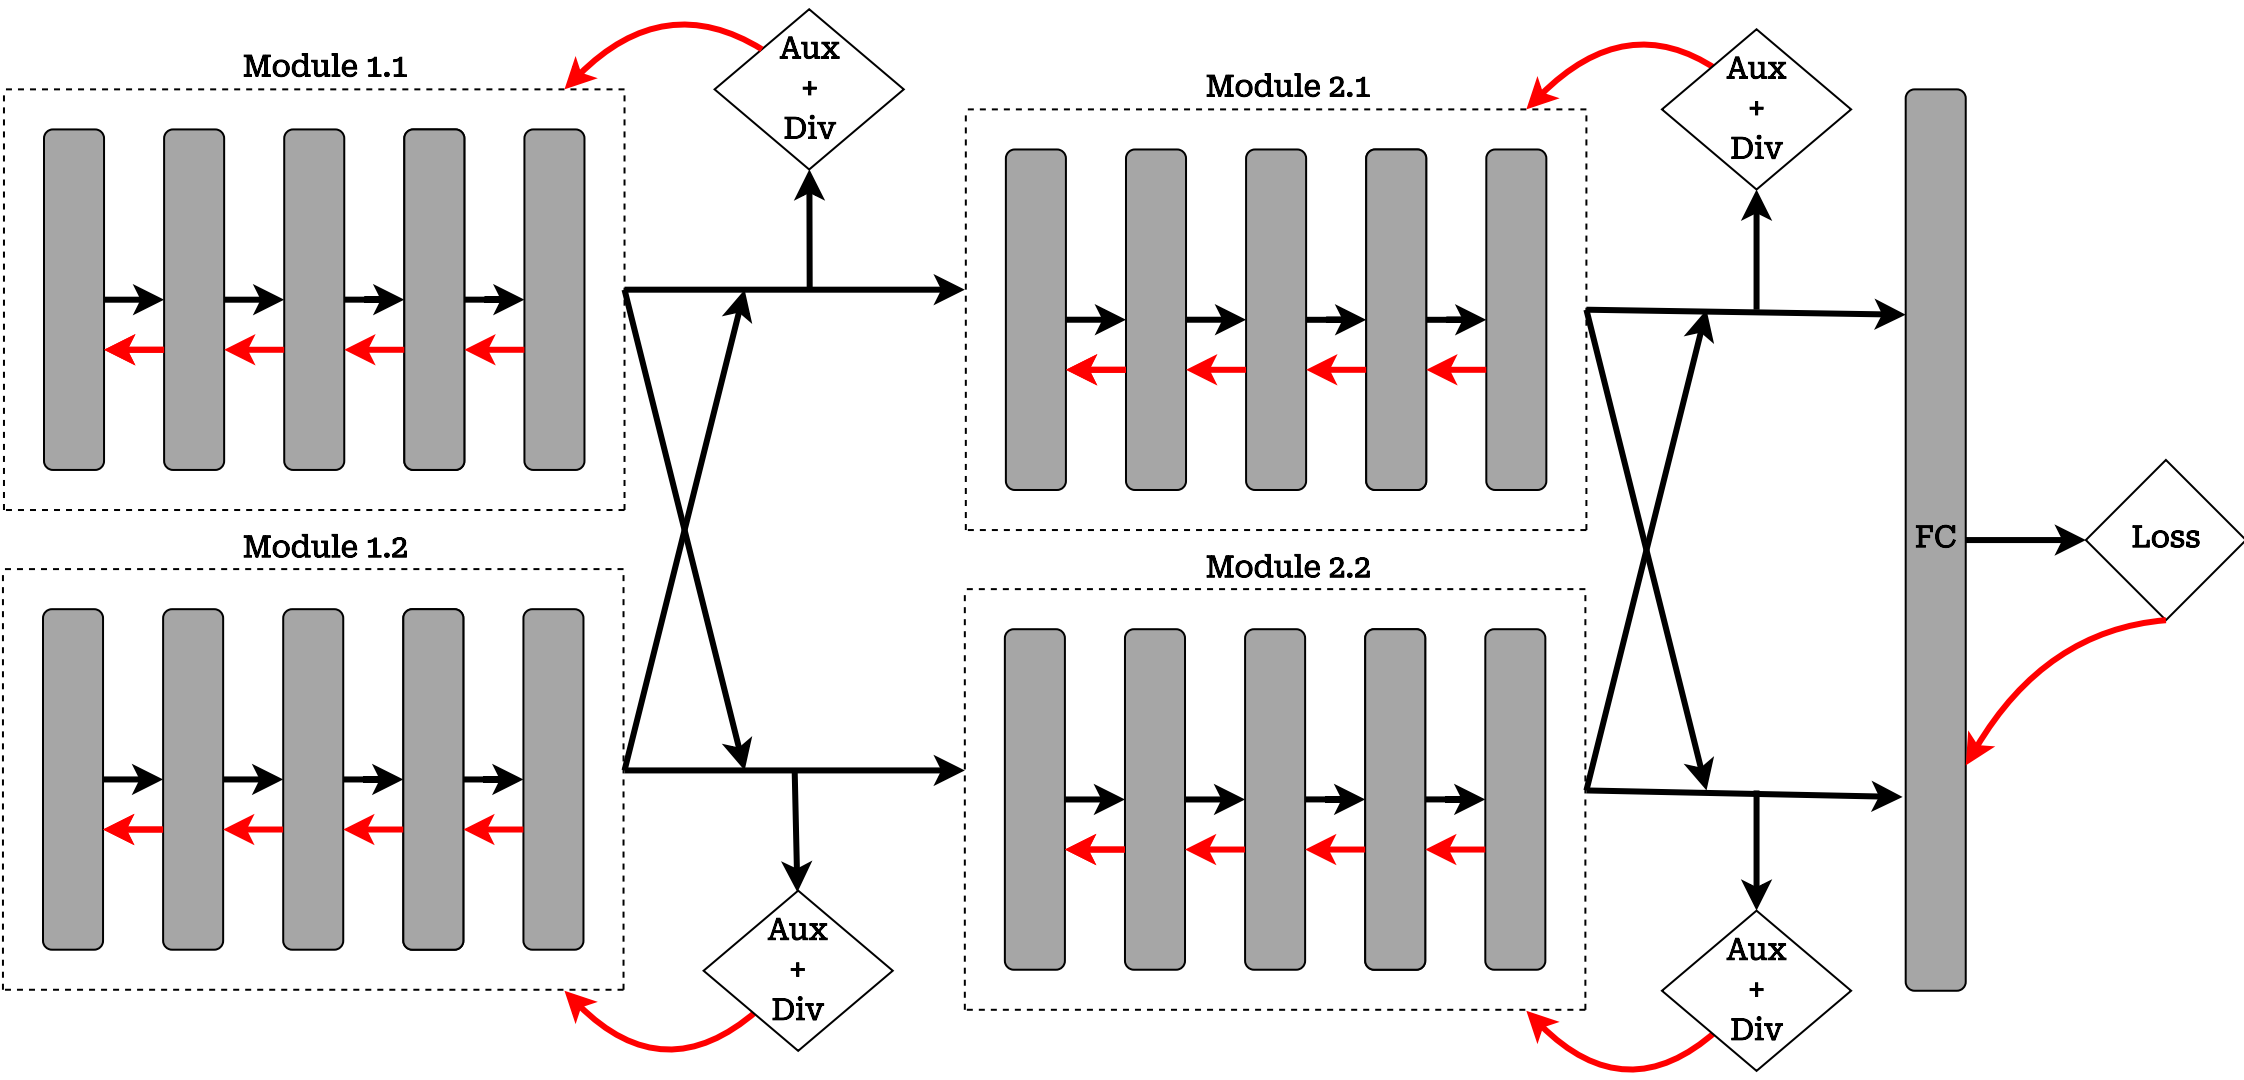 Module 1.1
Aux
+
Div
Module 2.1
Aux
+
Div
Module 1.2
Aux
+
Div
Module 2.2
Aux
+
Div
FC
Loss